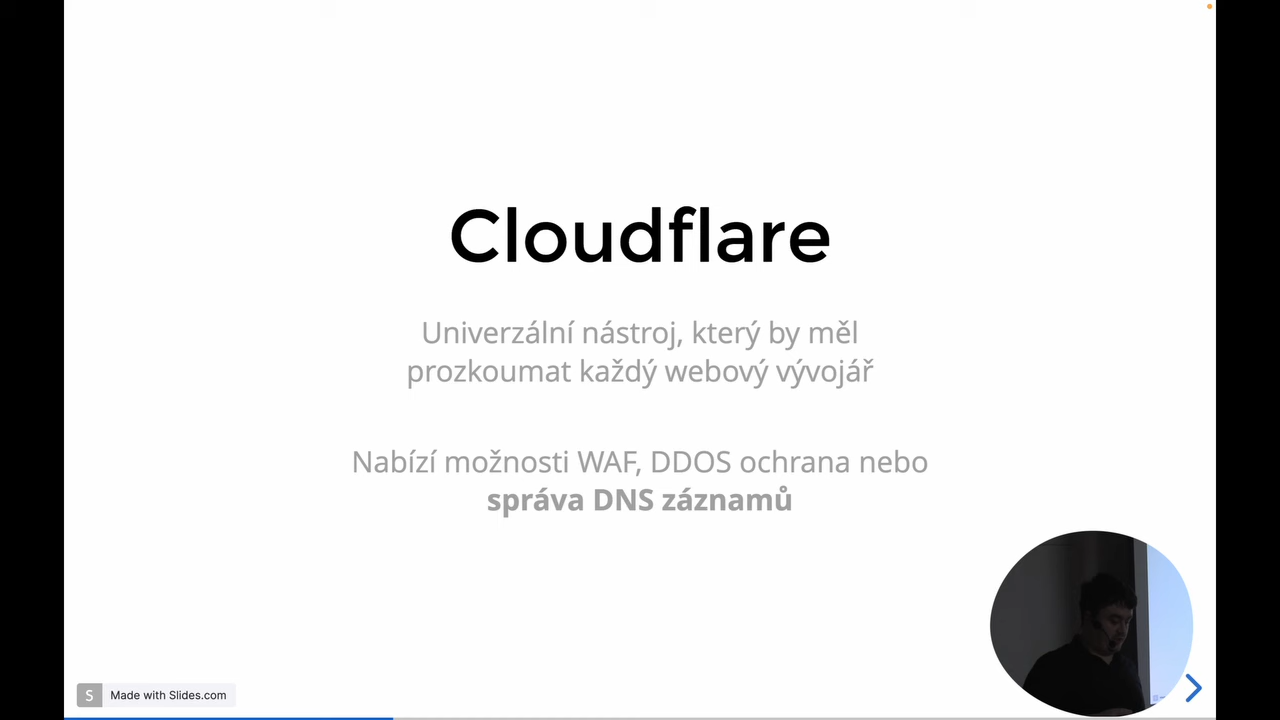 Cloudflare
Univerzální nástroj, který by měl
prozkoumat každý webový vývojář
Nabízí možnosti WAF, DDOS ochrana nebo
správa DNS záznamů
S Made with Slides.com